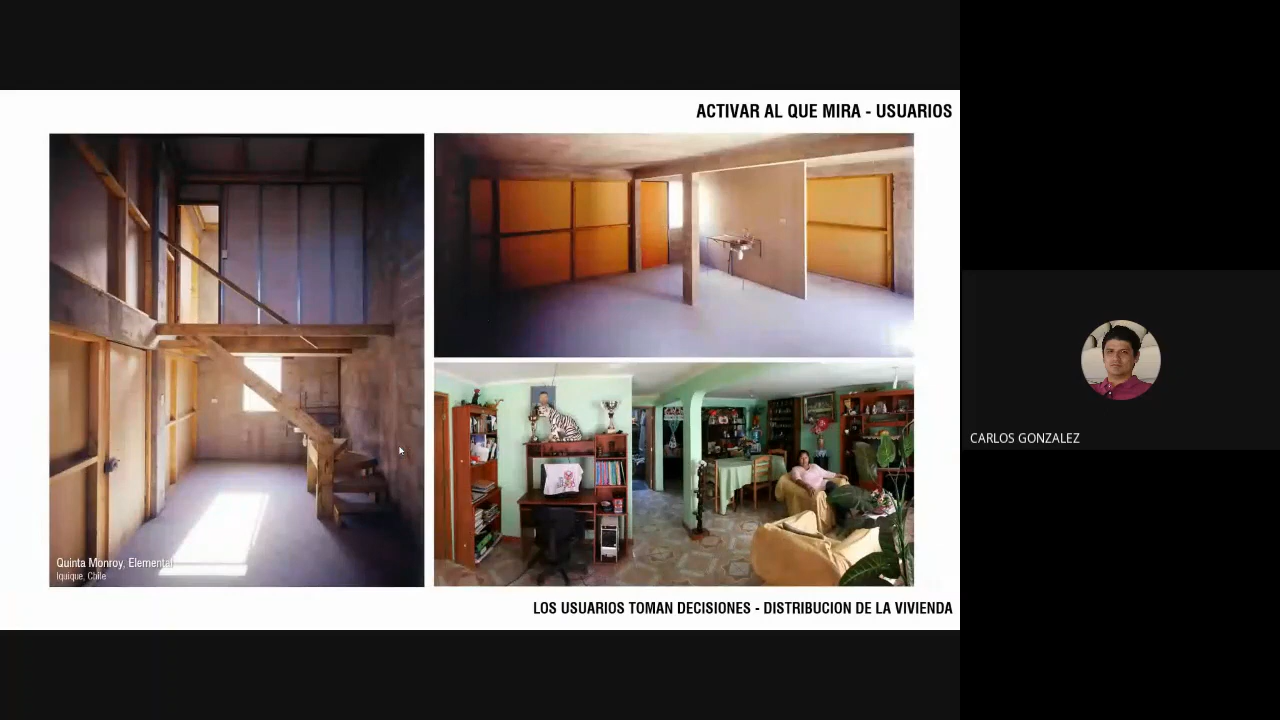 ACTIVAR AL QUE MIRA - USUARIOS
Quinta Monroy, Elemental
Iquique, Chile
LOS USUARIOS TOMAN DECISIONES - DISTRIBUCION DE LA VIVIENDA
CARLOS GONZALEZ